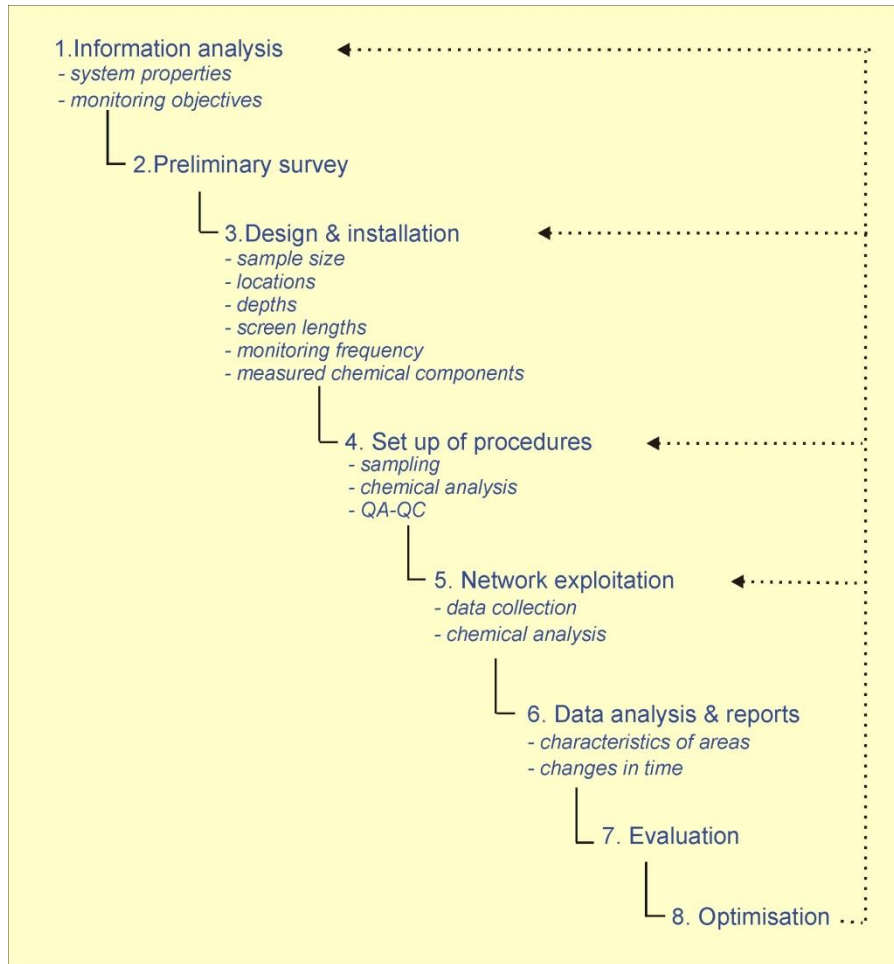 1.Information analysis
- system properties
- monitoring objectives
2.Preliminary survey
3.Design & installation
- sample size
- locations
- depths
- screen lengths
- monitoring frequency
- measured chemical components
4. Set up of procedures
- sampling
- chemical analysis
- QA-QC
5. Network exploitation
- data collection
- chemical analysis
6. Data analysis & reports
- characteristics of areas
- changes in time
7. Evaluation
8. Optimisation